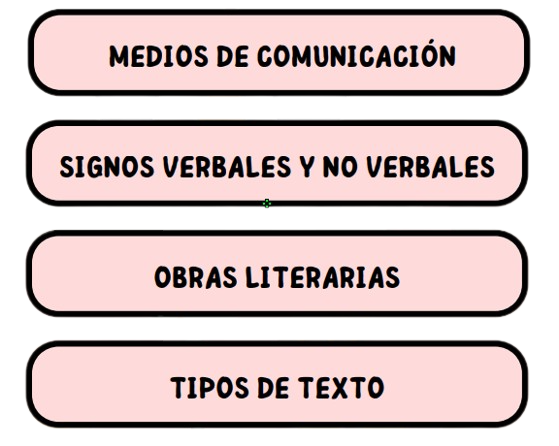 MEDIOS DE COMUNICACIÓN
SIGNOS VERBALES Y NO VERBALES
OBRAS LITERARIAS
TIPOS DE TEXTO